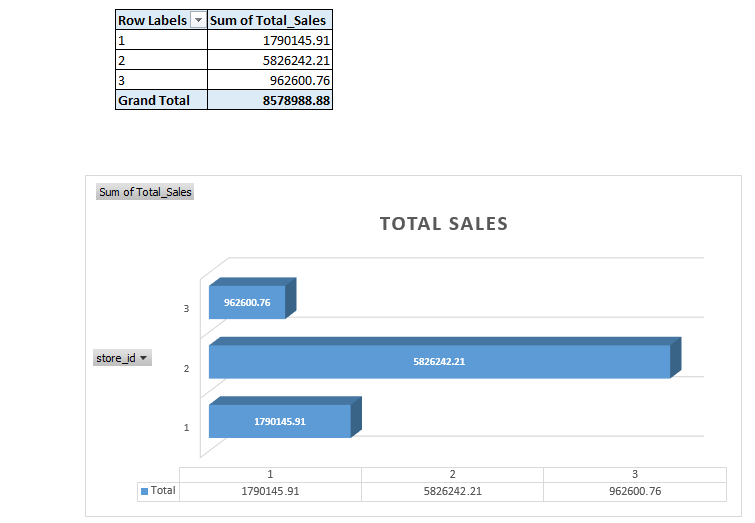 Row Labels Sum of Total_Sales
1 1790145.91
2 5826242.21
3 962600.76
Grand Total 8578988.88
Sum of Total_Sales
TOTAL SALES
3 962600.76
store_id
2 5826242.21
1 1790145.91
1 2 3
Total 1790145.91 5826242.21 962600.76